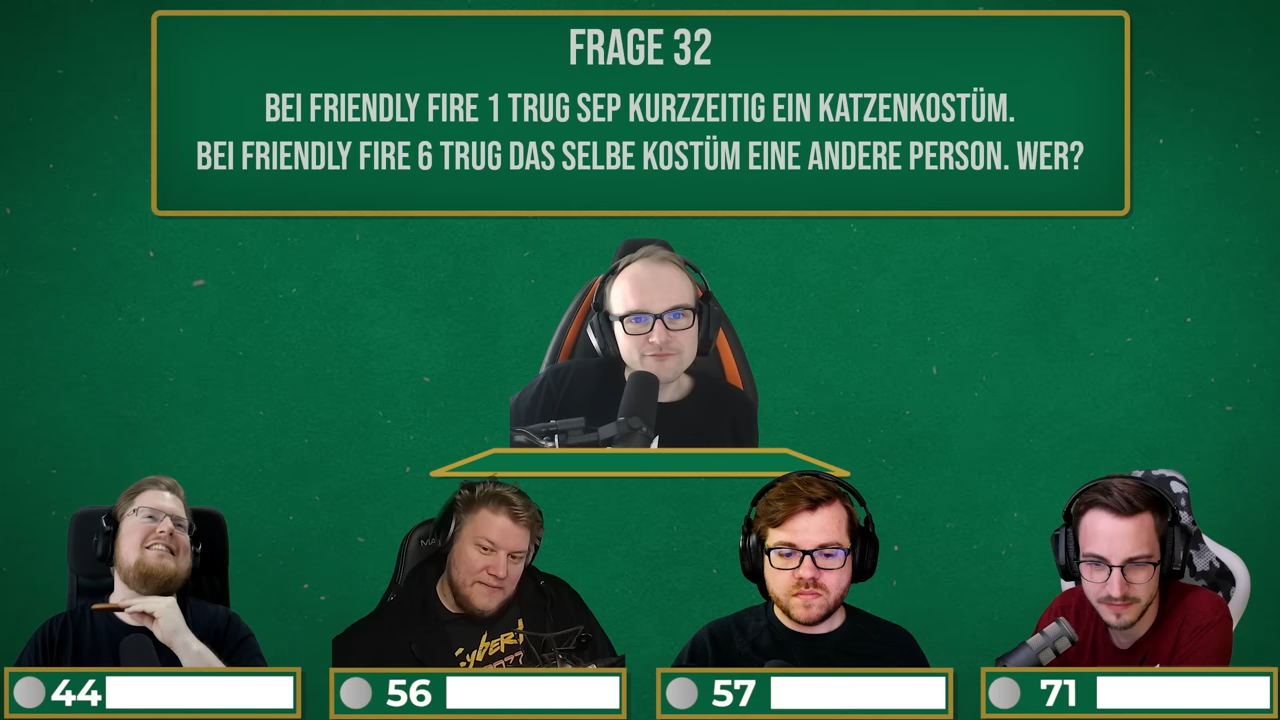 FRAGE 32
BEI FRIENDLY FIRE 1 TRUG SEP KURZZEITIG EIN KATZENKOSTÜM.
BEI FRIENDLY FIRE 6 TRUG DAS SELBE KOSTÜM EINE ANDERE PERSON. WER?
44
56
57
71